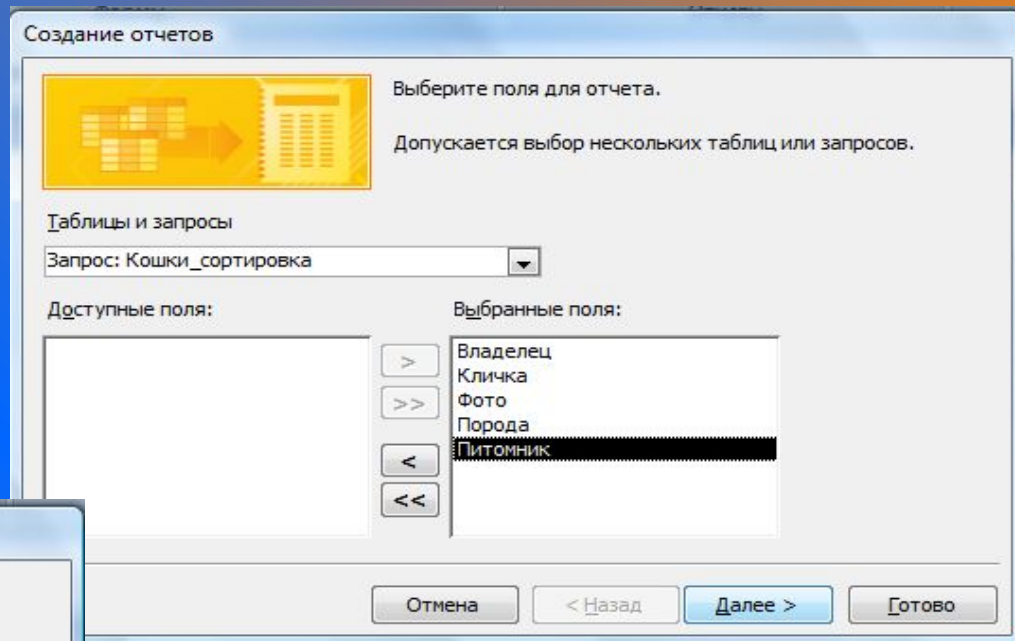 Создание отчетов
Выберите поля для отчета.
Допускается выбор нескольких таблиц или запросов.
Таблицы и запросы
Запрос: Кошки_сортировка
Доступные поля:
Выбранные поля:
Владелец
Кличка
Фото
Порода
Питомник
>
>>
<
<<
Отмена
< Назад
Далее >
Готово